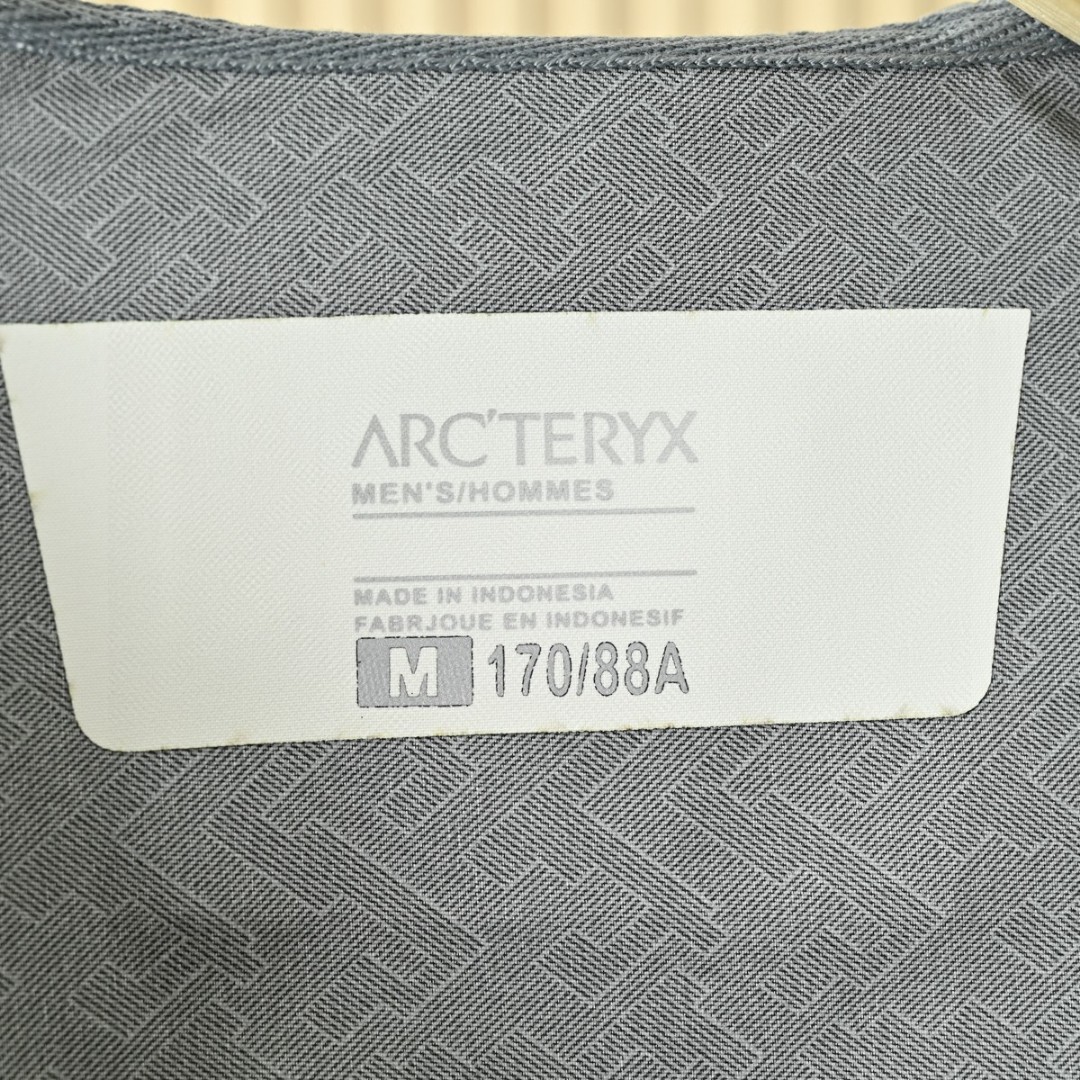 ARC'TERYX
MEN'S/HOMMES
MADE IN INDONESIA
FABRJOUE EN INDONESIF
M 170/88A